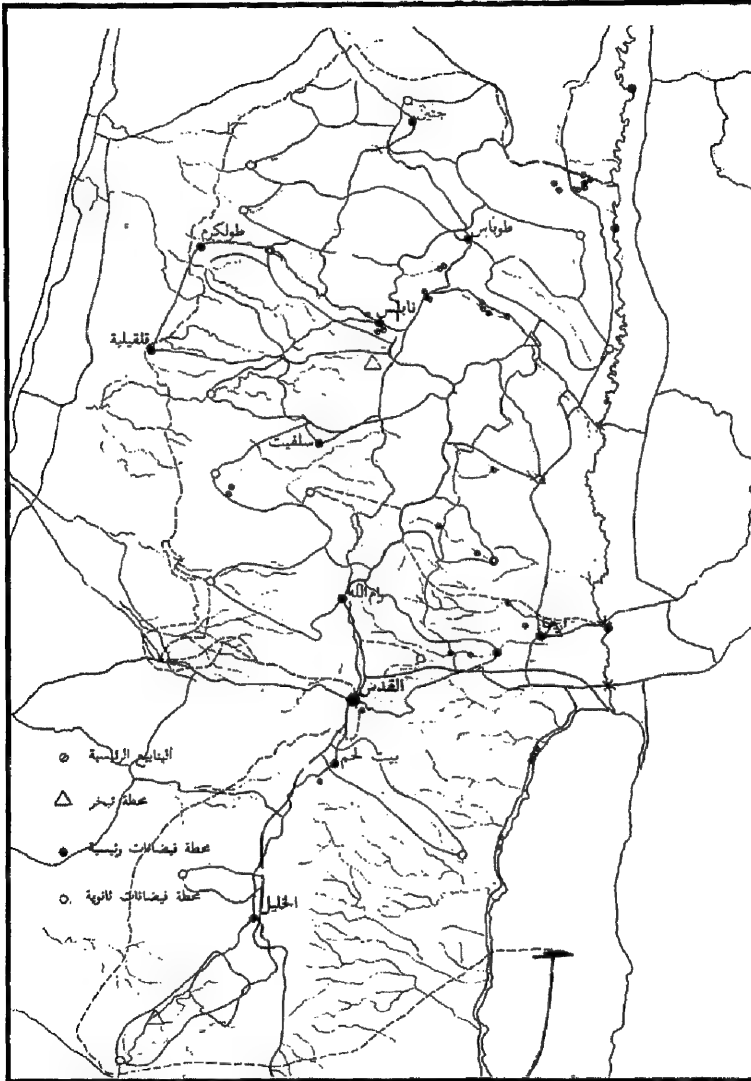 جنين
طوباس
طولكرم
نابلس
قلقيلية
سلفيت
رام الله
القدس
بيت لحم
الخليل
الينابيع الرئيسية
محطة تبخر
محطة فيضانات رئيسية
محطة فيضانات ثانوية